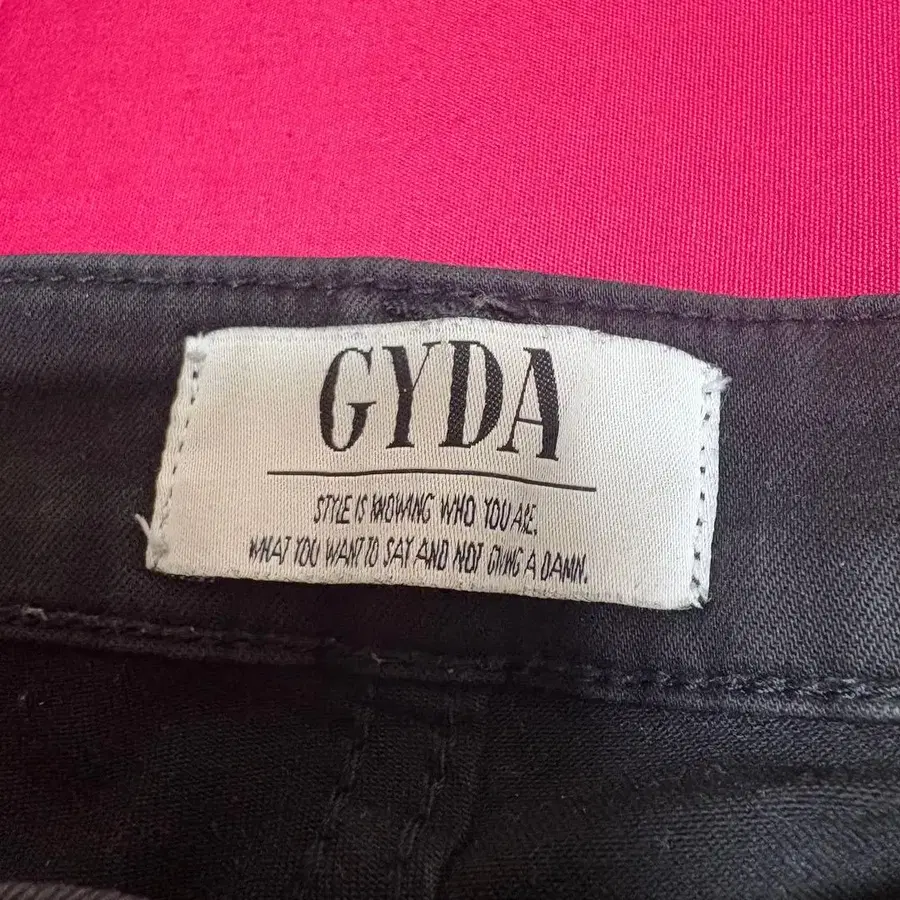 GYDA
STYLE IS KNOWING WHO YOU ARE,
WHAT YOU WANT TO SAY AND NOT GIVING A DAMN.